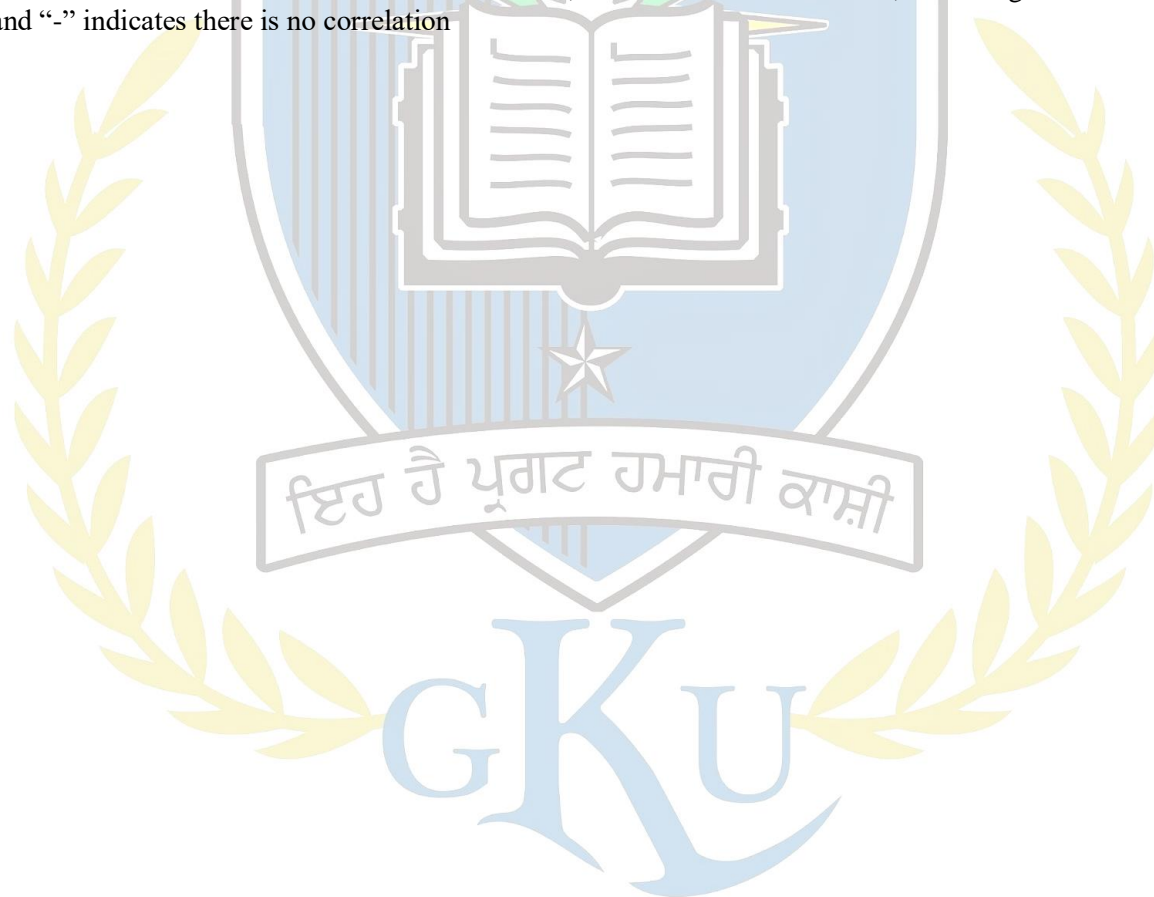 and “-” indicates there is no correlation
ਇਹ ਹੈ ਪ੍ਰਗਟ ਹਮਾਰੀ ਕਾਸ਼ੀ
GKU